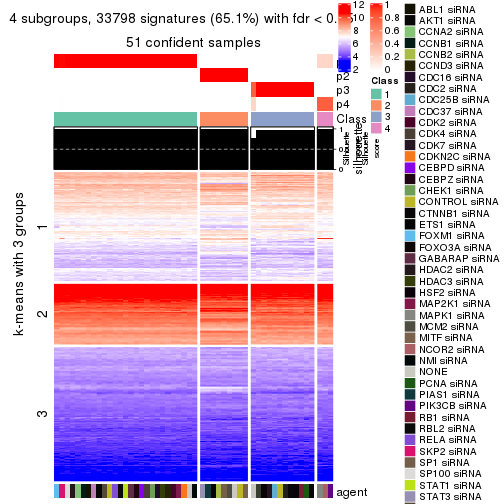 4 subgroups, 33798 signatures (65.1%) with fdr < 0.
51 confident samples
p2
p3
p4
Class
silhouette
1
2
3
k-means with 3 groups
agent
12
10
8
6
4
2
1
0.8
0.6
0.4
0.2
0
Class
1
2
3
4
Silhouette
score
ABL1 siRNA
AKT1 siRNA
CCNA2 siRNA
CCNB1 siRNA
CCNB2 siRNA
CCND3 siRNA
CDC16 siRNA
CDC2 siRNA
CDC25B siRNA
CDC37 siRNA
CDK2 siRNA
CDK4 siRNA
CDK7 siRNA
CDKN2C siRNA
CEBPD siRNA
CEBPZ siRNA
CHEK1 siRNA
CONTROL siRNA
CTNNB1 siRNA
ETS1 siRNA
FOXM1 siRNA
FOXO3A siRNA
GABARAP siRNA
HDAC2 siRNA
HDAC3 siRNA
HSF2 siRNA
MAP2K1 siRNA
MAPK1 siRNA
MCM2 siRNA
MITF siRNA
NCOR2 siRNA
NMI siRNA
NONE
PCNA siRNA
PIAS1 siRNA
PIK3CB siRNA
RB1 siRNA
RBL2 siRNA
RELA siRNA
SKP2 siRNA
SP1 siRNA
SP100 siRNA
STAT1 siRNA
STAT3 siRNA